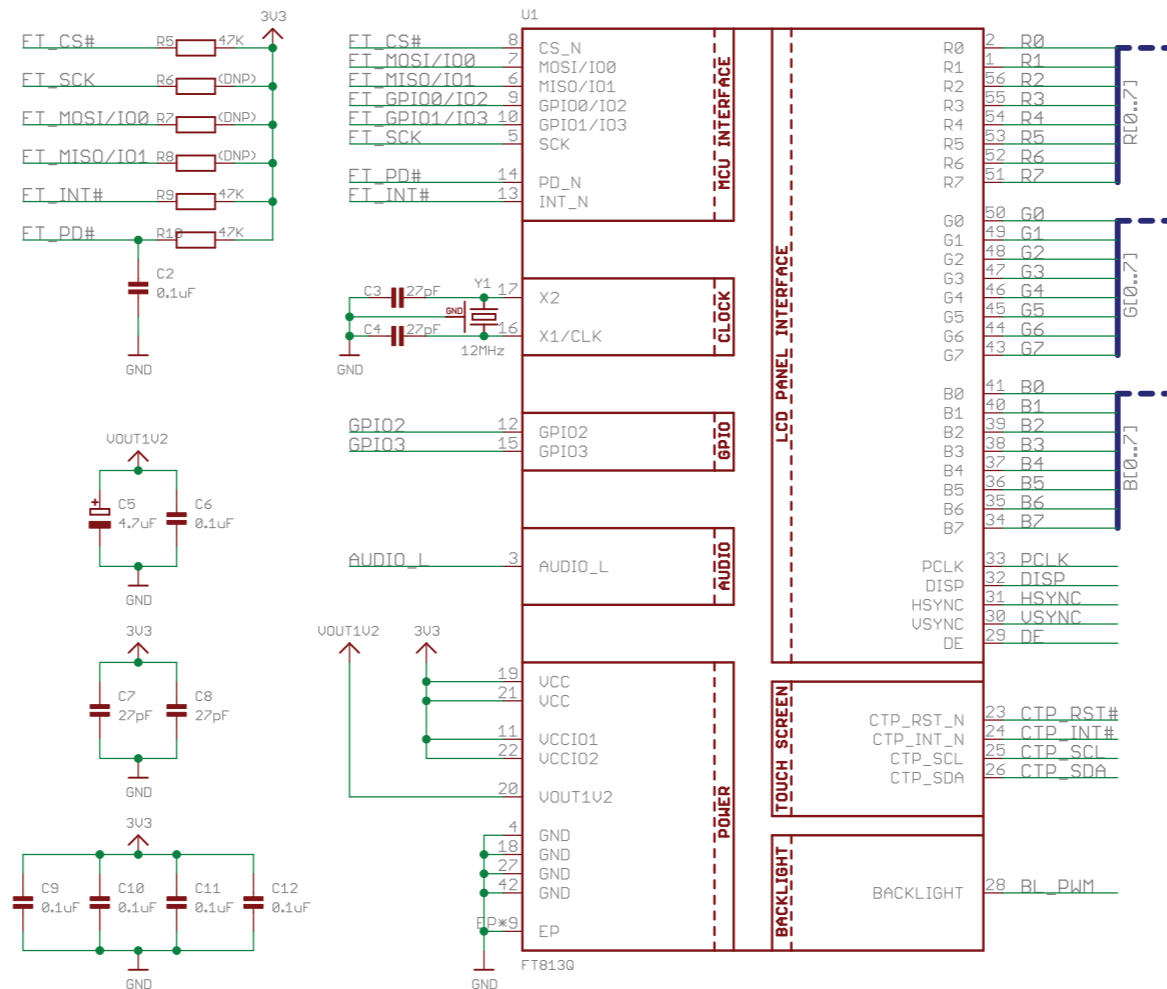 3V3
FT_CS# R5 47K
FT_SCK R6 (DNP)
FT_MOSI/IO0 R7 (DNP)
FT_MISO/IO1 R8 (DNP)
FT_INT# R9 47K
FT_PD# R10 47K
C2
0.1uF
GND
VOUT1V2
C5
4.7uF
C6
0.1uF
GND
3V3
C7
27pF
C8
27pF
GND
3V3
C9
0.1uF
C10
0.1uF
C11
0.1uF
C12
0.1uF
GND
U1
FT_CS# 8 CS_N
FT_MOSI/IO0 7 MOSI/IO0
FT_MISO/IO1 6 MISO/IO1
FT_GPIO0/IO2 9 GPIO0/IO2
FT_GPIO1/IO3 10 GPIO1/IO3
FT_SCK 5 SCK
FT_PD# 14 PD_N
FT_INT# 13 INT_N
MCU INTERFACE
C3 27pF
Y1
17 X2
GND
C4 27pF
16 X1/CLK
12MHz
GND
CLOCK
GPIO2 12 GPIO2
GPIO3 15 GPIO3
GPIO
AUDIO_L 3 AUDIO_L
AUDIO
VOUT1V2
3V3
19 VCC
21 VCC
11 VCCIO1
22 VCCIO2
20 VOUT1V2
4 GND
18 GND
27 GND
42 GND
EP*9 EP
POWER
GND
FT813Q
LCD PANEL INTERFACE
R0 2 R0
R1 1 R1
R2 56 R2
R3 55 R3
R4 54 R4
R5 53 R5
R6 52 R6
R7 51 R7
R[0..7]
G0 50 G0
G1 49 G1
G2 48 G2
G3 47 G3
G4 46 G4
G5 45 G5
G6 44 G6
G7 43 G7
G[0..7]
B0 41 B0
B1 40 B1
B2 39 B2
B3 38 B3
B4 37 B4
B5 36 B5
B6 35 B6
B7 34 B7
B[0..7]
PCLK 33 PCLK
DISP 32 DISP
HSYNC 31 HSYNC
VSYNC 30 VSYNC
DE 29 DE
TOUCH SCREEN
CTP_RST_N 23 CTP_RST#
CTP_INT_N 24 CTP_INT#
CTP_SCL 25 CTP_SCL
CTP_SDA 26 CTP_SDA
BACKLIGHT
BACKLIGHT 28 BL_PWM